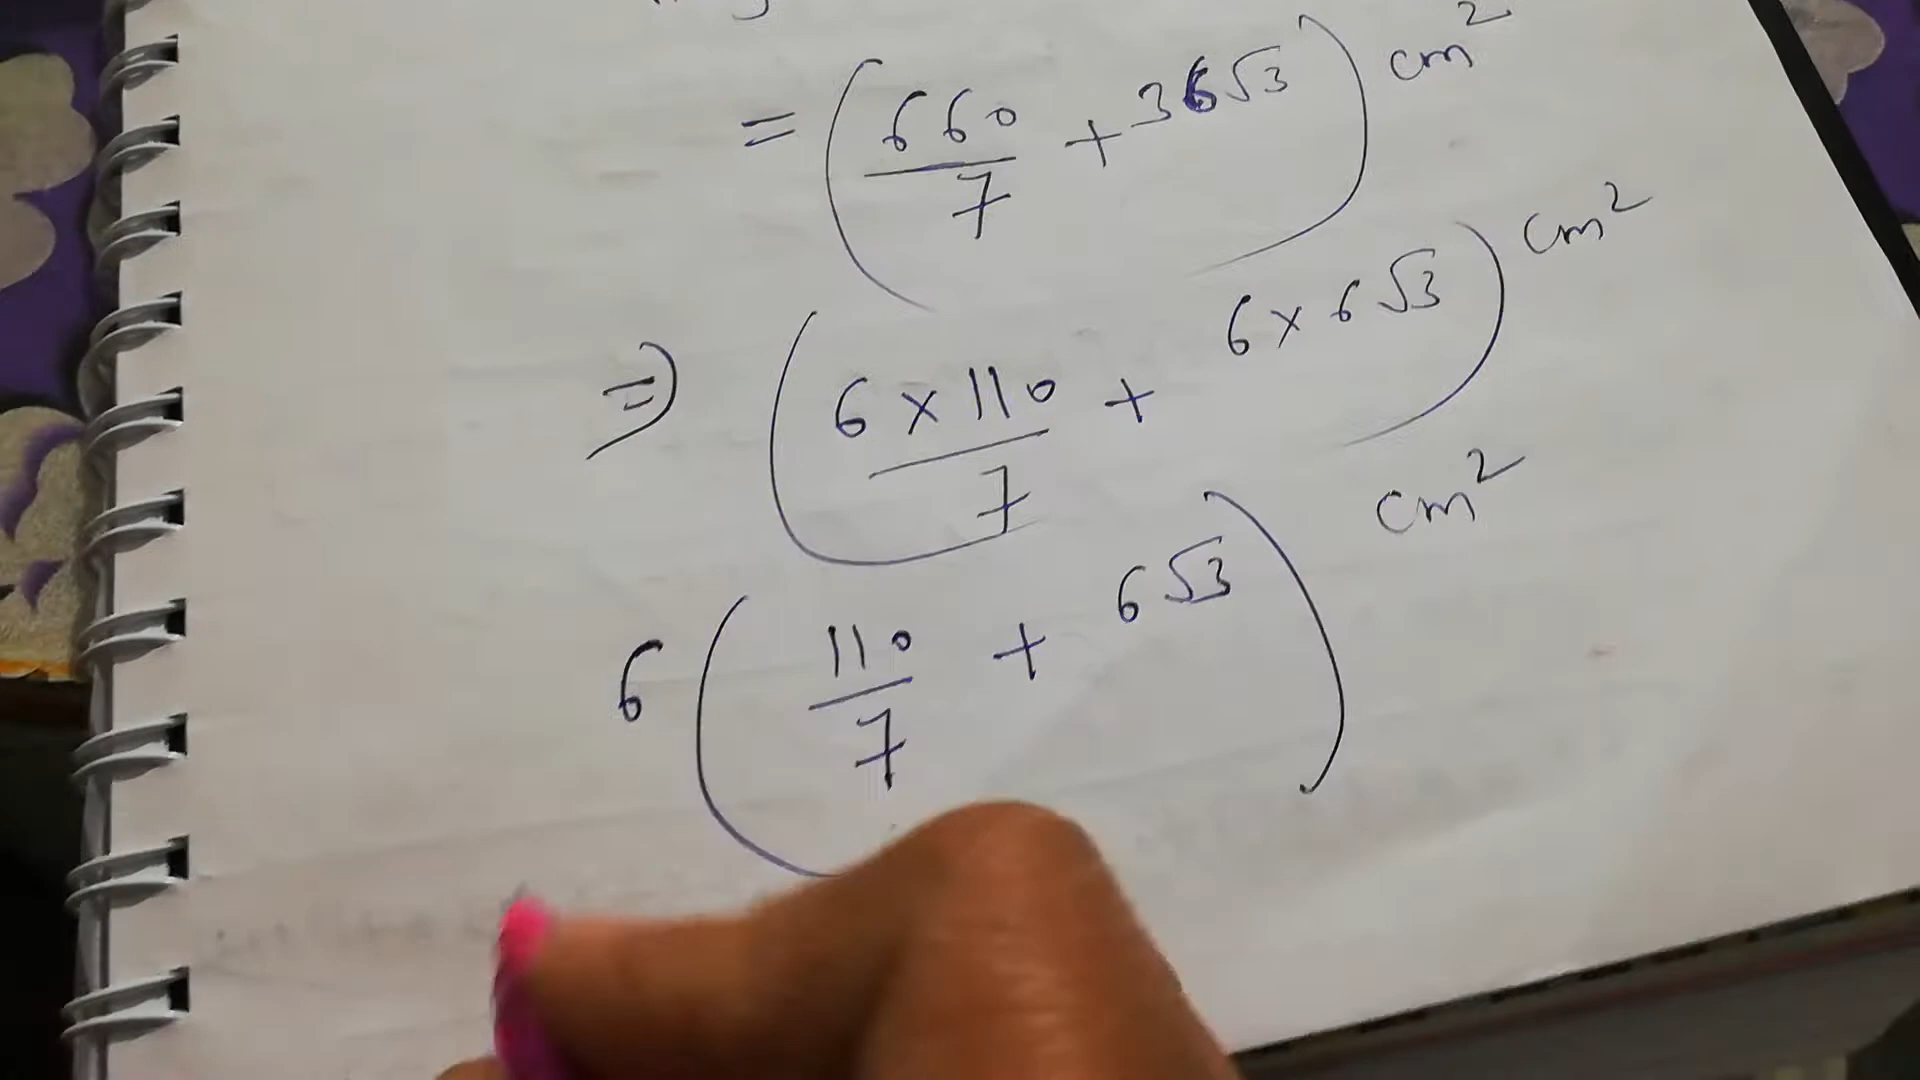 = (660/7 + 36√3) cm²
⇒ (6 × 110/7 + 6 × 6√3) cm²
6 (110/7 + 6√3) cm²